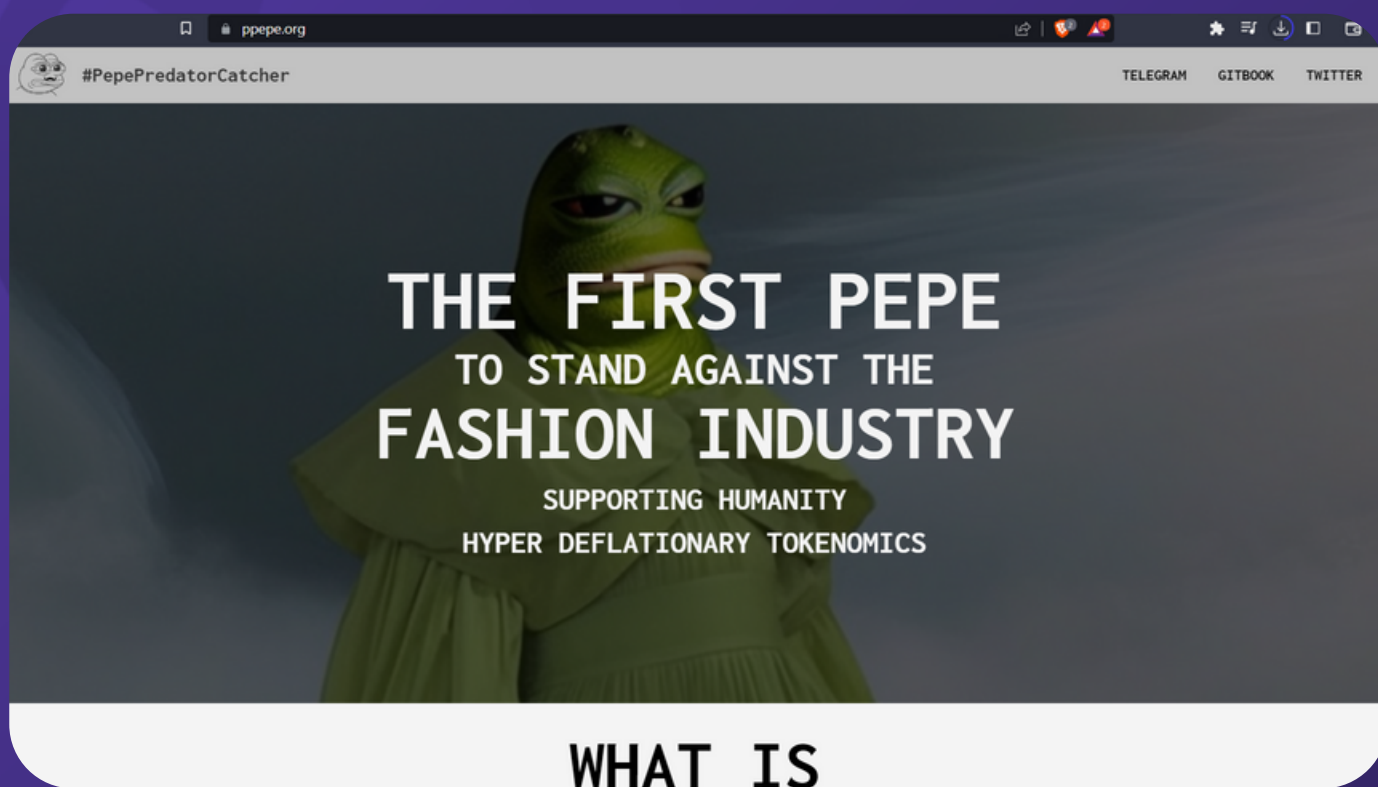 ppepe.org
#PepePredatorCatcher
TELEGRAM GITBOOK TWITTER
THE FIRST PEPE
TO STAND AGAINST THE
FASHION INDUSTRY
SUPPORTING HUMANITY
HYPER DEFLATIONARY TOKENOMICS
WHAT IS